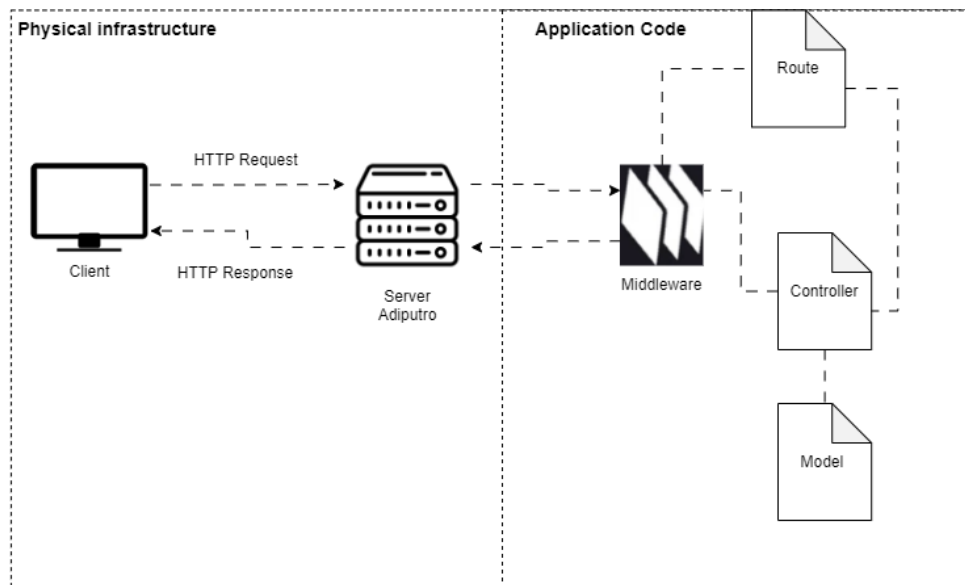 Physical infrastructure
Application Code
Route
HTTP Request
Client
HTTP Response
Server
Adiputro
Middleware
Controller
Model